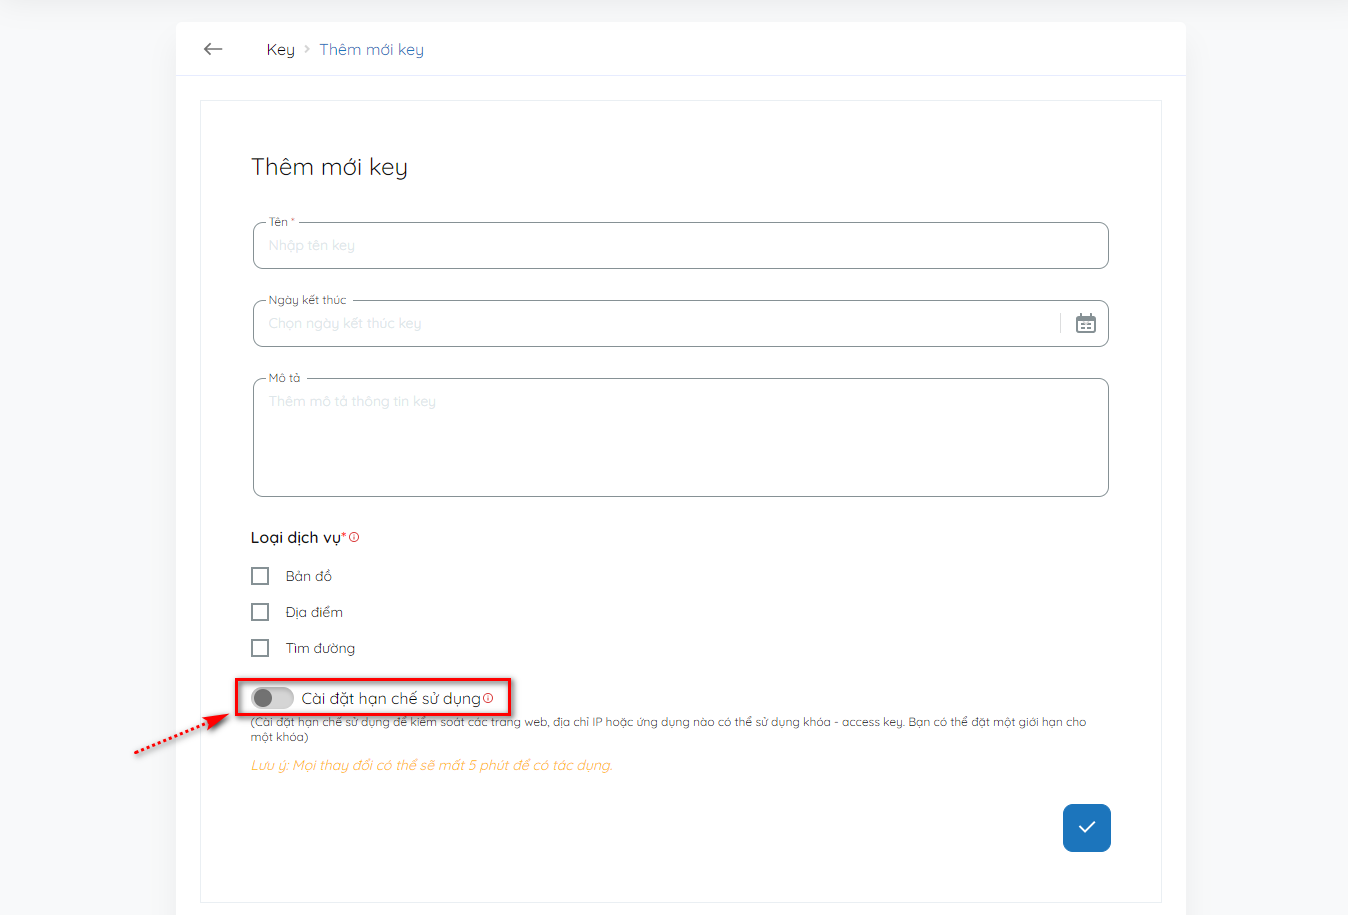 Key > Thêm mới key
Thêm mới key
Tên *
Nhập tên key
Ngày kết thúc
Chọn ngày kết thúc key
Mô tả
Thêm mô tả thông tin key
Loại dịch vụ*
Bản đồ
Địa điểm
Tìm đường
Cài đặt hạn chế sử dụng
(Cài đặt hạn chế sử dụng để kiểm soát các trang web, địa chỉ IP hoặc ứng dụng nào có thể sử dụng khóa - access key. Bạn có thể đặt một giới hạn cho
một khóa)
Lưu ý: Mọi thay đổi có thể sẽ mất 5 phút để có tác dụng.